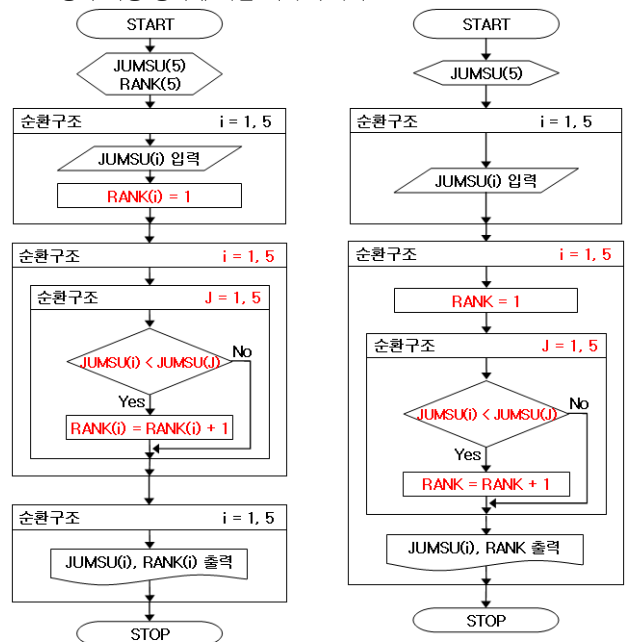 START
JUMSU(5)
RANK(5)
순환구조 i = 1, 5
JUMSU(i) 입력
RANK(i) = 1
순환구조 i = 1, 5
순환구조 J = 1, 5
JUMSU(i) < JUMSU(J)
No
Yes
RANK(i) = RANK(i) + 1
순환구조 i = 1, 5
JUMSU(i), RANK(i) 출력
STOP
START
JUMSU(5)
순환구조 i = 1, 5
JUMSU(i) 입력
순환구조 i = 1, 5
RANK = 1
순환구조 J = 1, 5
JUMSU(i) < JUMSU(J)
No
Yes
RANK = RANK + 1
JUMSU(i), RANK 출력
STOP